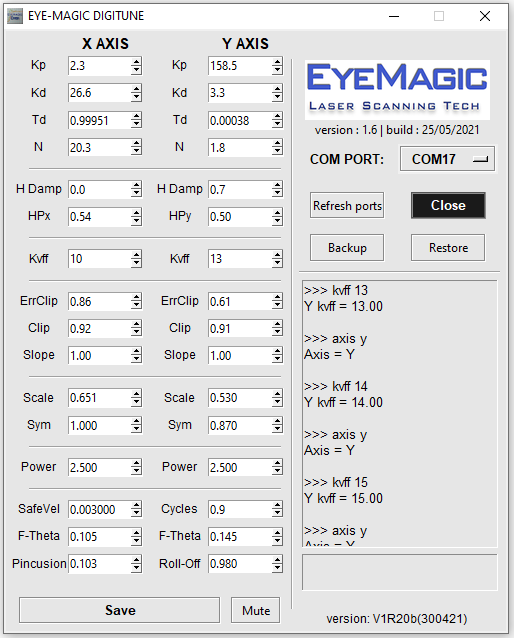 EYE-MAGIC DIGITUNE
X AXIS Y AXIS
Kp 2.3 Kp 158.5
Kd 26.6 Kd 3.3
Td 0.99951 Td 0.00038
N 20.3 N 1.8
H Damp 0.0 H Damp 0.7
HPx 0.54 HPy 0.50
Kvff 10 Kvff 13
ErrClip 0.86 ErrClip 0.61
Clip 0.92 Clip 0.91
Slope 1.00 Slope 1.00
Scale 0.651 Scale 0.530
Sym 1.000 Sym 0.870
Power 2.500 Power 2.500
SafeVel 0.003000 Cycles 0.9
F-Theta 0.105 F-Theta 0.145
Pincusion 0.103 Roll-Off 0.980
Save Mute
EYEMAGIC
LASER SCANNING TECH
version : 1.6 | build : 25/05/2021
COM PORT: COM17
Refresh ports Close
Backup Restore
>>> kvff 13
Y kvff = 13.00
>>> axis y
Axis = Y
>>> kvff 14
Y kvff = 14.00
>>> axis y
Axis = Y
>>> kvff 15
Y kvff = 15.00
>>> axis y
Axis = Y
version: V1R20b(300421)